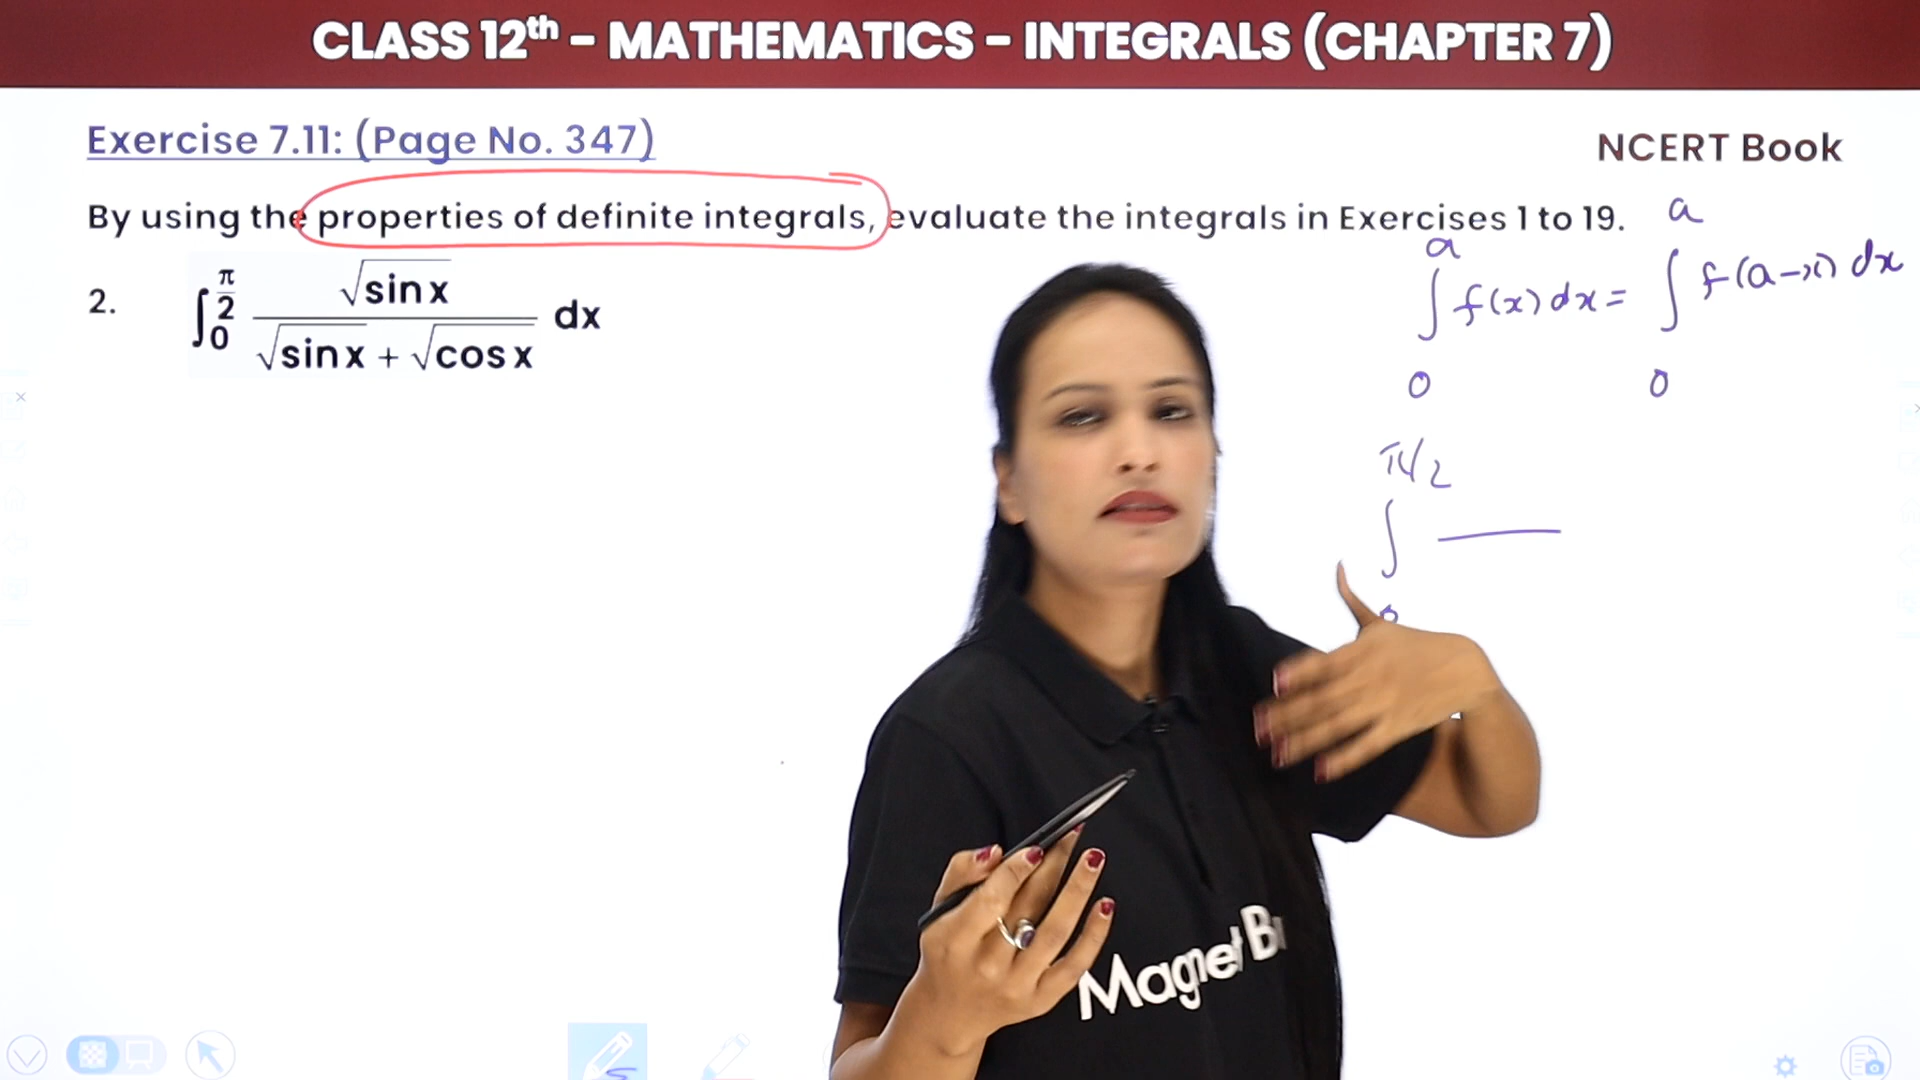 CLASS 12th – MATHEMATICS – INTEGRALS (CHAPTER 7)
Exercise 7.11: (Page No. 347)
NCERT Book
By using the properties of definite integrals, evaluate the integrals in Exercises 1 to 19.
2. ∫₀^(π/2) √sin x / (√sin x + √cos x) dx
∫₀^a f(x) dx = ∫₀^a f(a-x) dx
π/2
∫
0
Magnet B